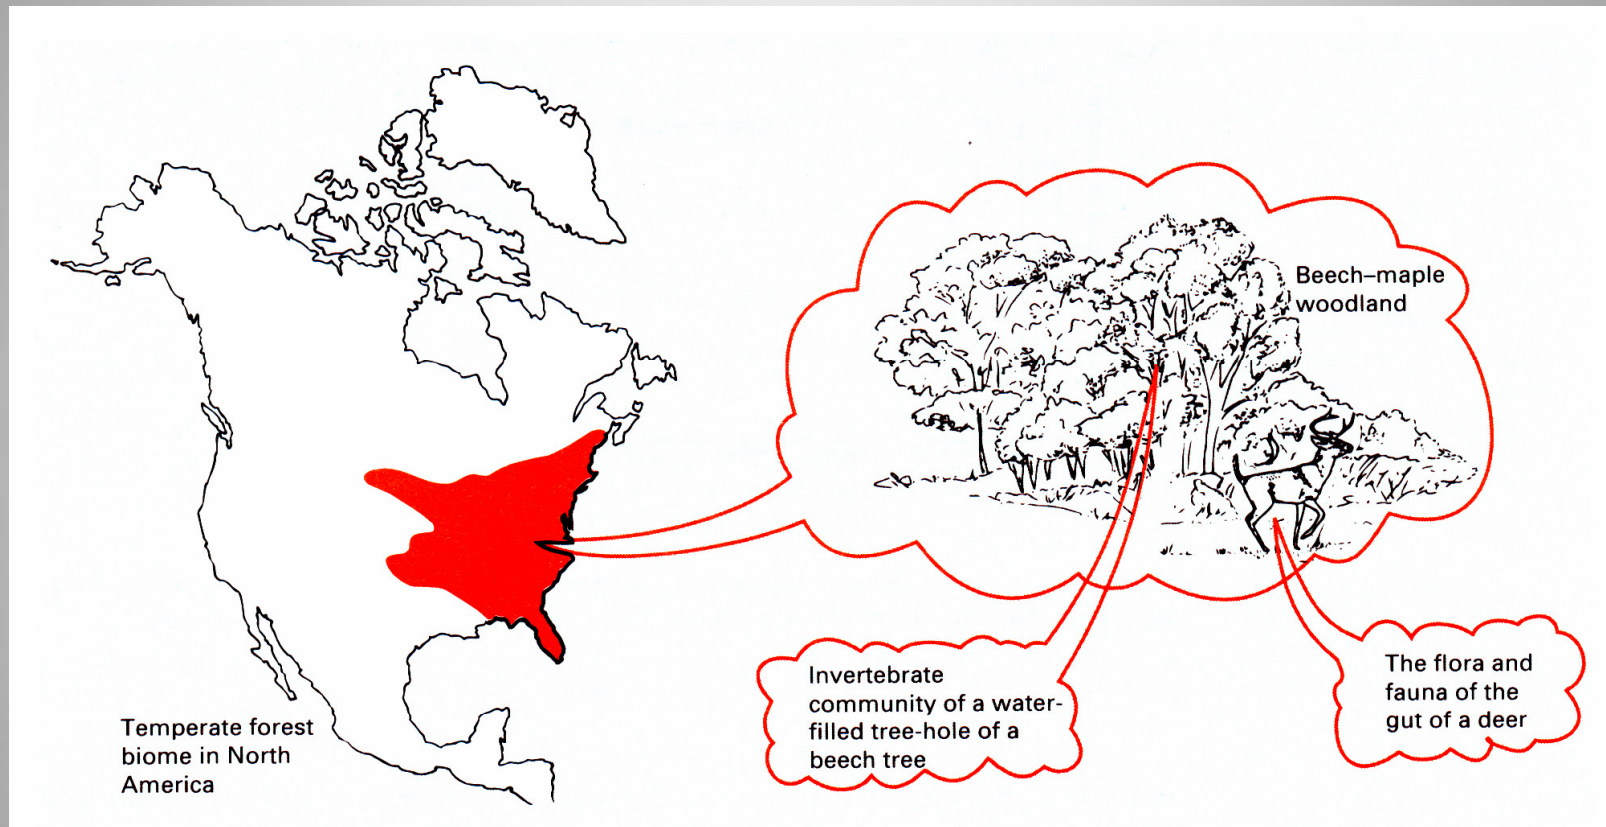 Beech–maple
woodland
Temperate forest
biome in North
America
Invertebrate
community of a water-
filled tree-hole of a
beech tree
The flora and
fauna of the
gut of a deer